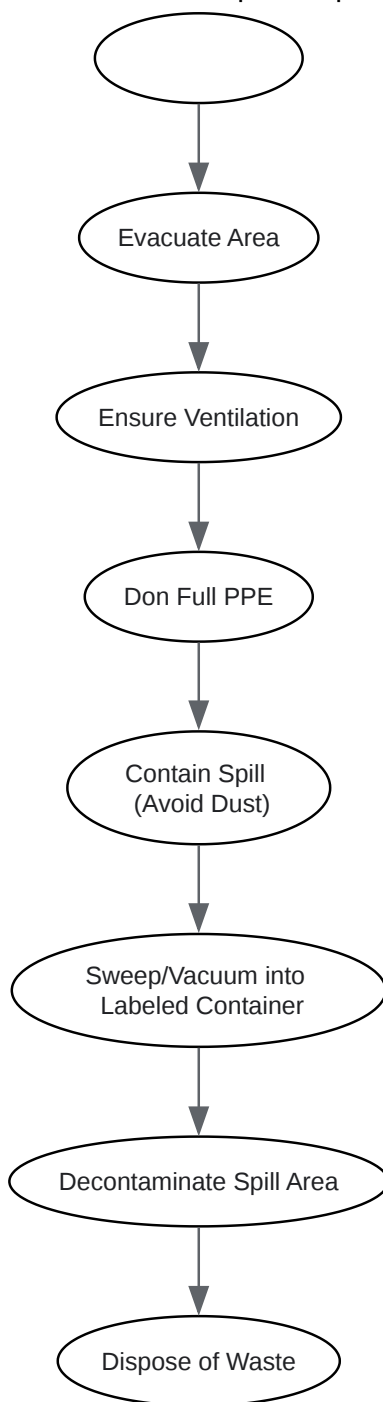 Evacuate Area
Ensure Ventilation
Don Full PPE
Contain Spill
(Avoid Dust)
Sweep/Vacuum into
Labeled Container
Decontaminate Spill Area
Dispose of Waste